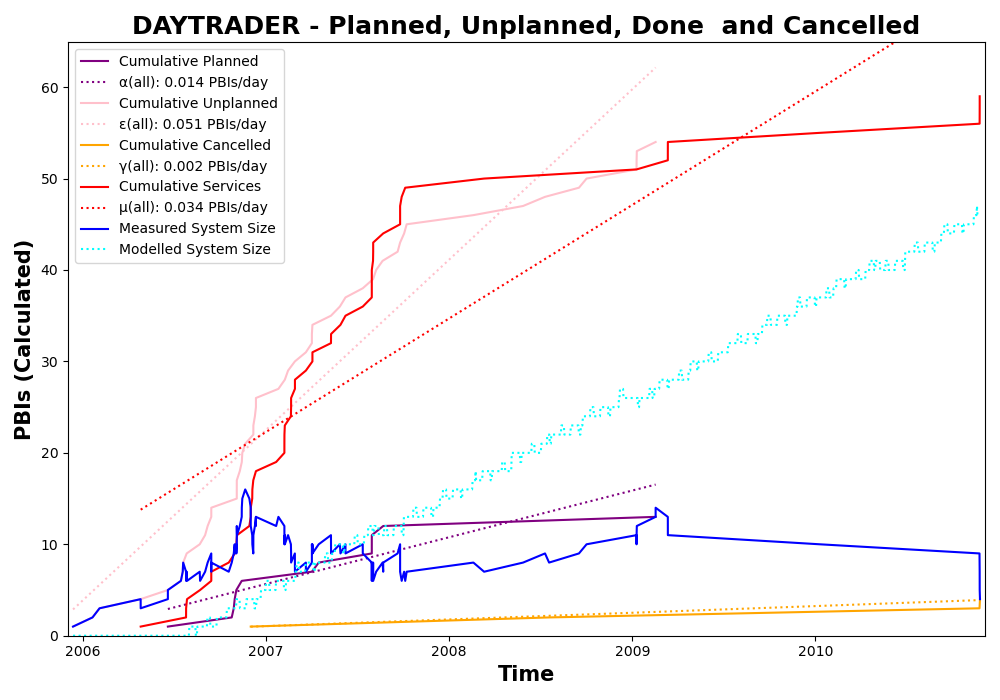 DAYTRADER - Planned, Unplanned, Done  and Cancelled
Cumulative Planned
α(all): 0.014 PBIs/day
Cumulative Unplanned
ε(all): 0.051 PBIs/day
Cumulative Cancelled
γ(all): 0.002 PBIs/day
Cumulative Services
μ(all): 0.034 PBIs/day
Measured System Size
Modelled System Size
PBIs (Calculated)
60
50
40
30
20
10
0
2006 2007 2008 2009 2010
Time